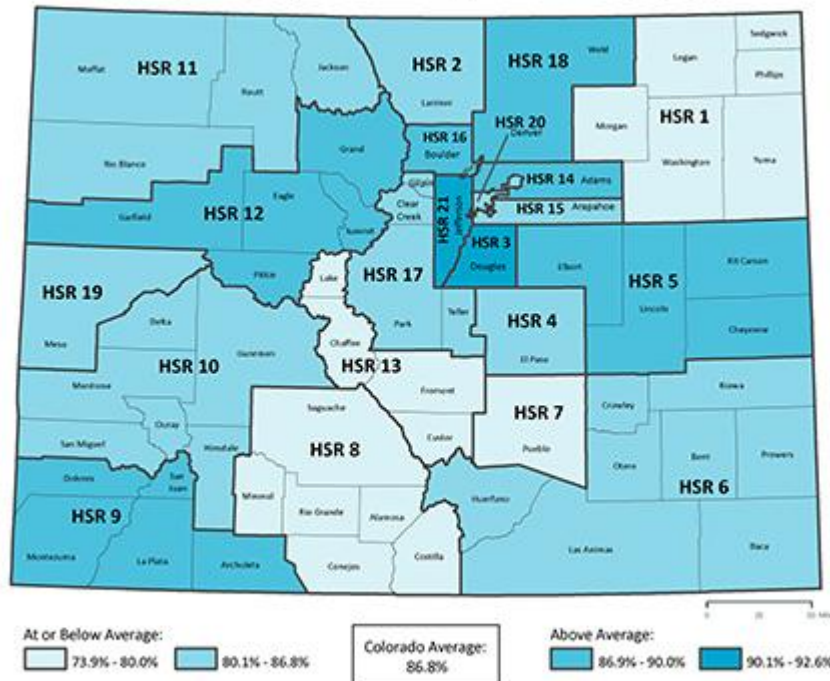 HSR 11
Moffat
Routt
Jackson
Rio Blanco
HSR 2
Larimer
HSR 18
Weld
Logan
Sedgwick
Phillips
HSR 1
Morgan
Washington
Yuma
HSR 20
Denver
HSR 16
Boulder
Grand
Gilpin
Clear
Creek
HSR 14
Adams
HSR 15
Arapahoe
HSR 21
Jefferson
HSR 3
Douglas
HSR 12
Garfield
Eagle
Summit
Pitkin
HSR 19
Mesa
Lake
HSR 17
Park
Teller
Elbert
HSR 5
Kit Carson
Lincoln
Cheyenne
HSR 4
El Paso
Delta
HSR 10
Gunnison
Montrose
Chaffee
HSR 13
Fremont
Custer
HSR 7
Pueblo
Crowley
Kiowa
San Miguel
Ouray
Hinsdale
Saguache
HSR 8
Otero
Bent
Prowers
HSR 6
Dolores
San
Juan
HSR 9
Montezuma
La Plata
Archuleta
Mineral
Rio Grande
Alamosa
Conejos
Costilla
Huerfano
Las Animas
Baca
At or Below Average:
73.9% - 80.0%
80.1% - 86.8%
Colorado Average:
86.8%
Above Average:
86.9% - 90.0%
90.1% - 92.6%